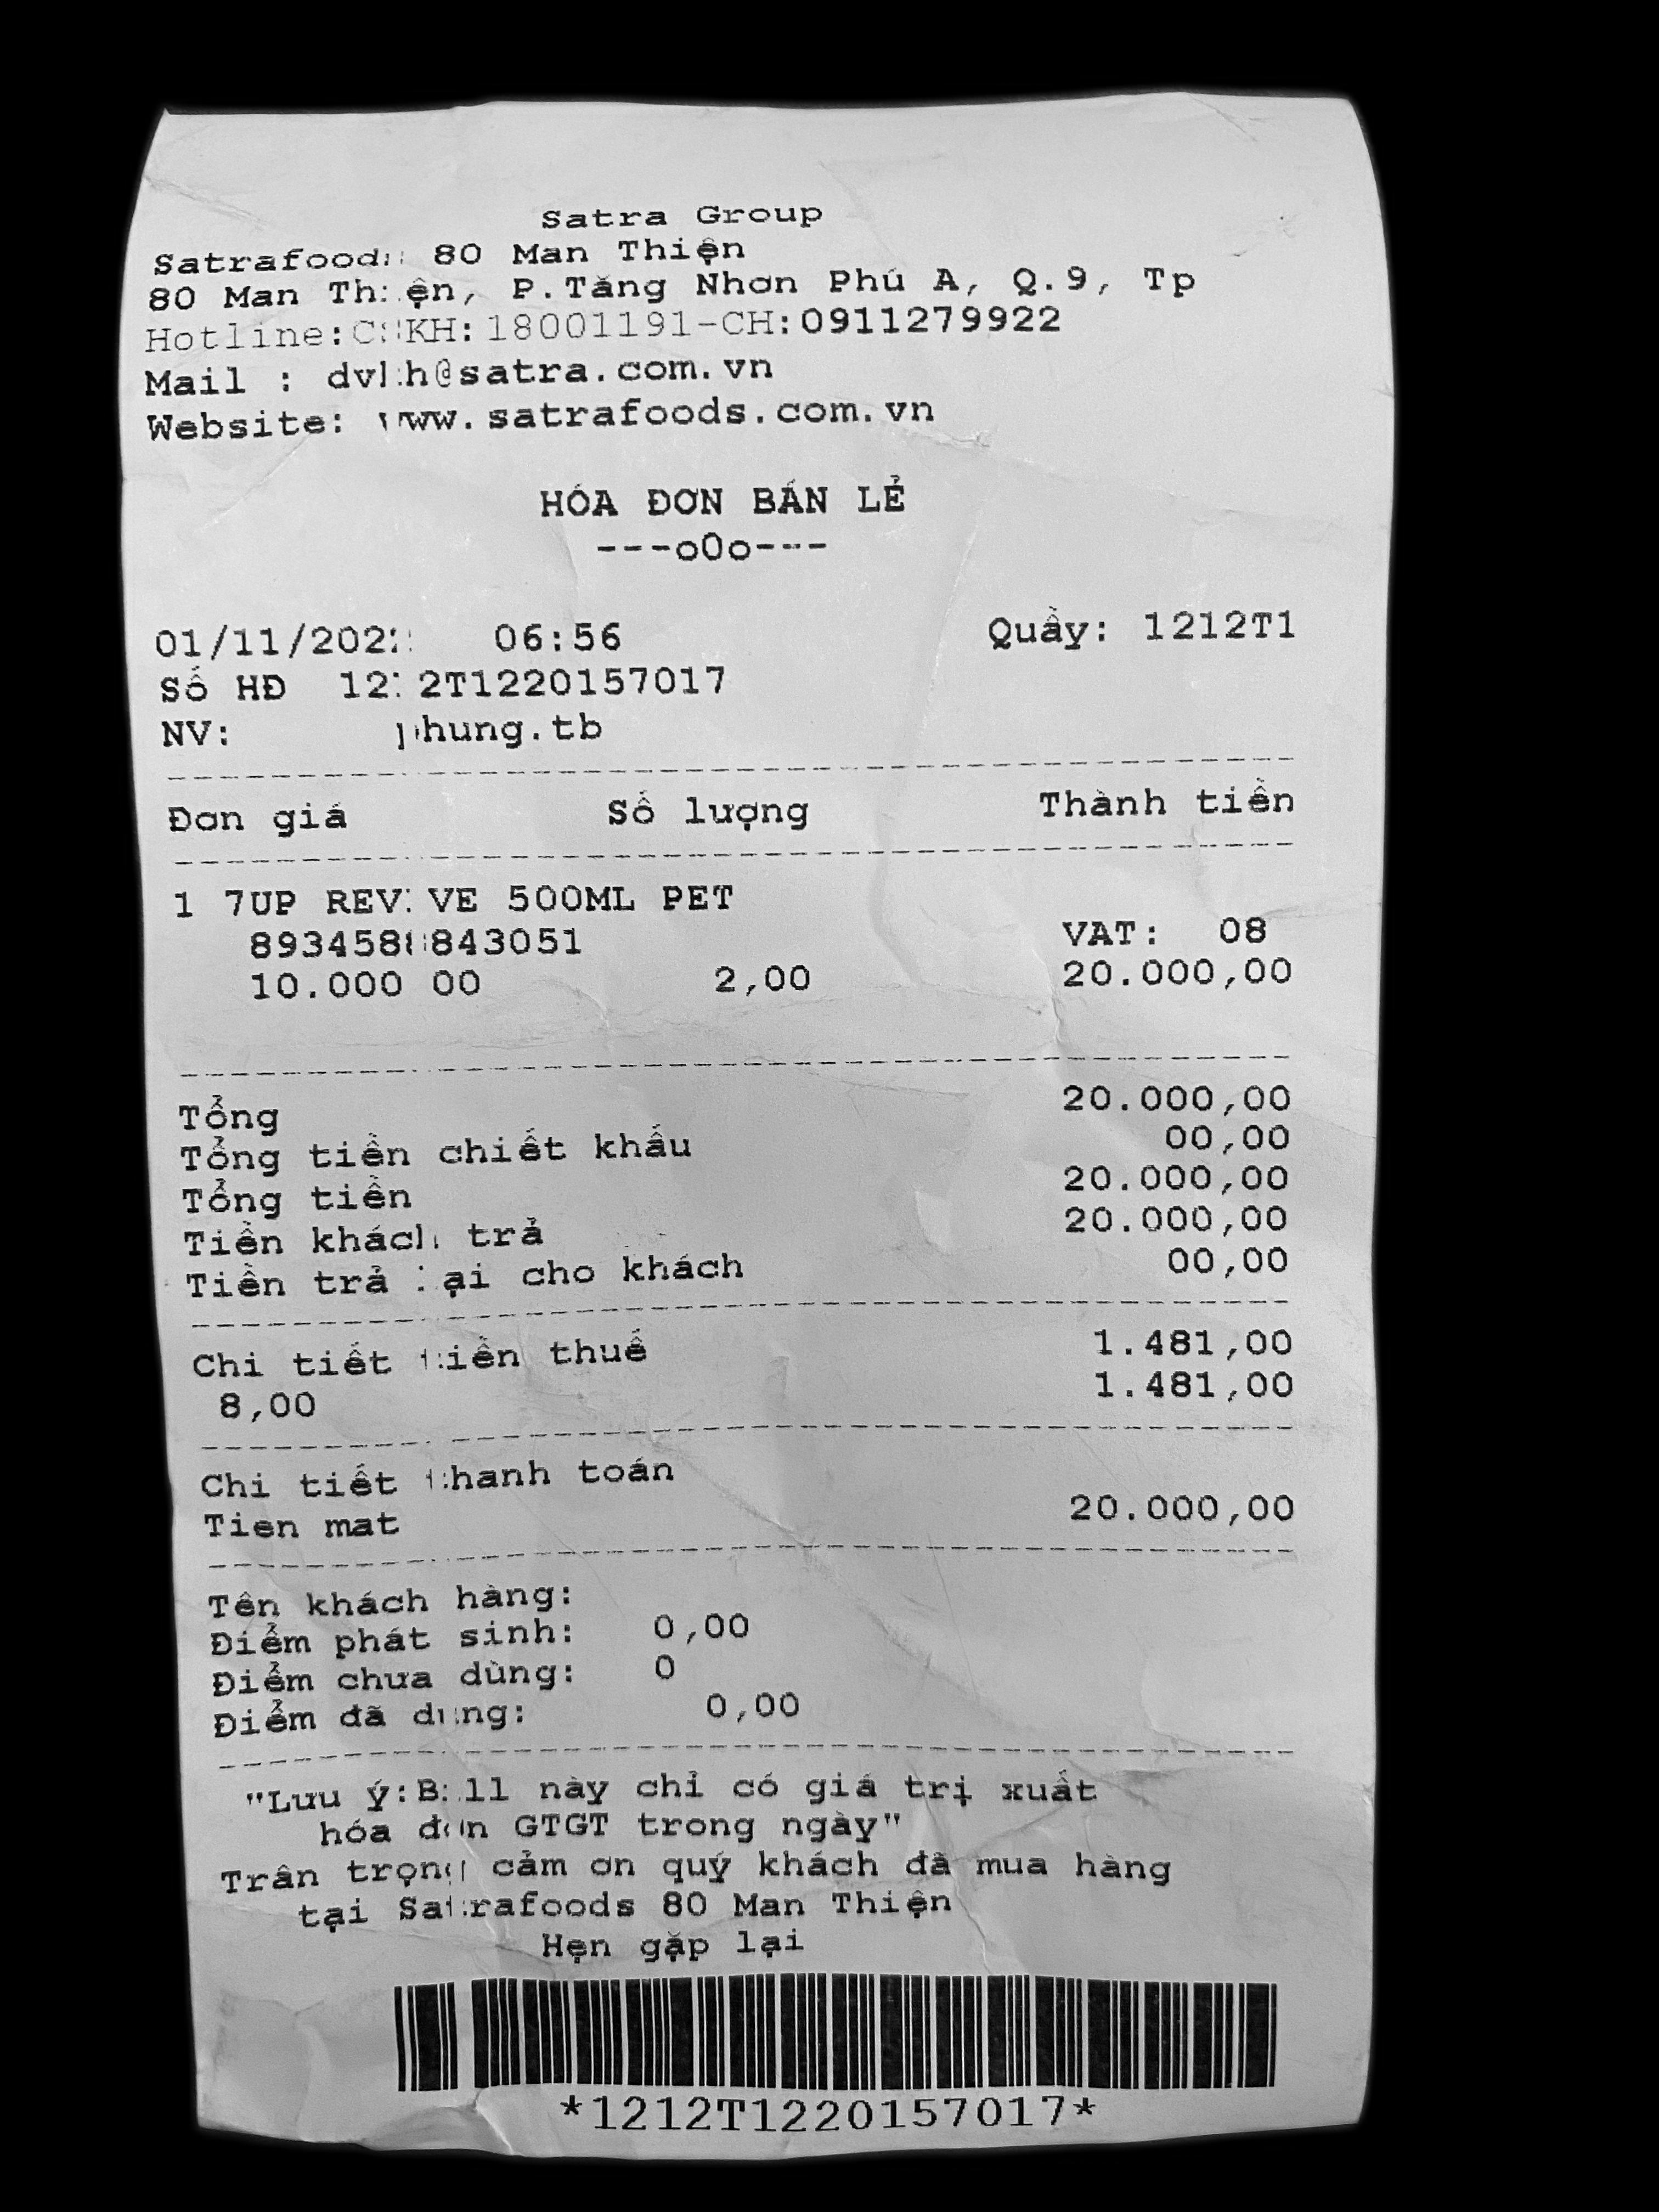 Satra Group
Satrafoods 80 Man Thiện
80 Man Thiện, P.Tăng Nhơn Phú A, Q.9, Tp
Hotline:CSKH:18001191-CH:0911279922
Mail : dvkh@satra.com.vn
Website: www.satrafoods.com.vn
HÓA ĐƠN BÁN LẺ
---oOo---
01/11/2022 06:56 Quầy: 1212T1
Số HĐ 1212T1220157017
NV: phung.tb
Đơn giá Số lượng Thành tiền
1 7UP REVIVE 500ML PET
8934588843051 VAT: 08
10.000 00 2,00 20.000,00
Tổng 20.000,00
Tổng tiền chiết khấu 00,00
Tổng tiền 20.000,00
Tiền khách trả 20.000,00
Tiền trả lại cho khách 00,00
Chi tiết tiền thuế 1.481,00
8,00 1.481,00
Chi tiết thanh toán
Tien mat 20.000,00
Tên khách hàng:
Điểm phát sinh: 0,00
Điểm chưa dùng: 0
Điểm đã dùng: 0,00
"Lưu ý:Bill này chỉ có giá trị xuất
hóa đơn GTGT trong ngày"
Trân trọng cảm ơn quý khách đã mua hàng
tại Satrafoods 80 Man Thiện
Hẹn gặp lại
*1212T1220157017*